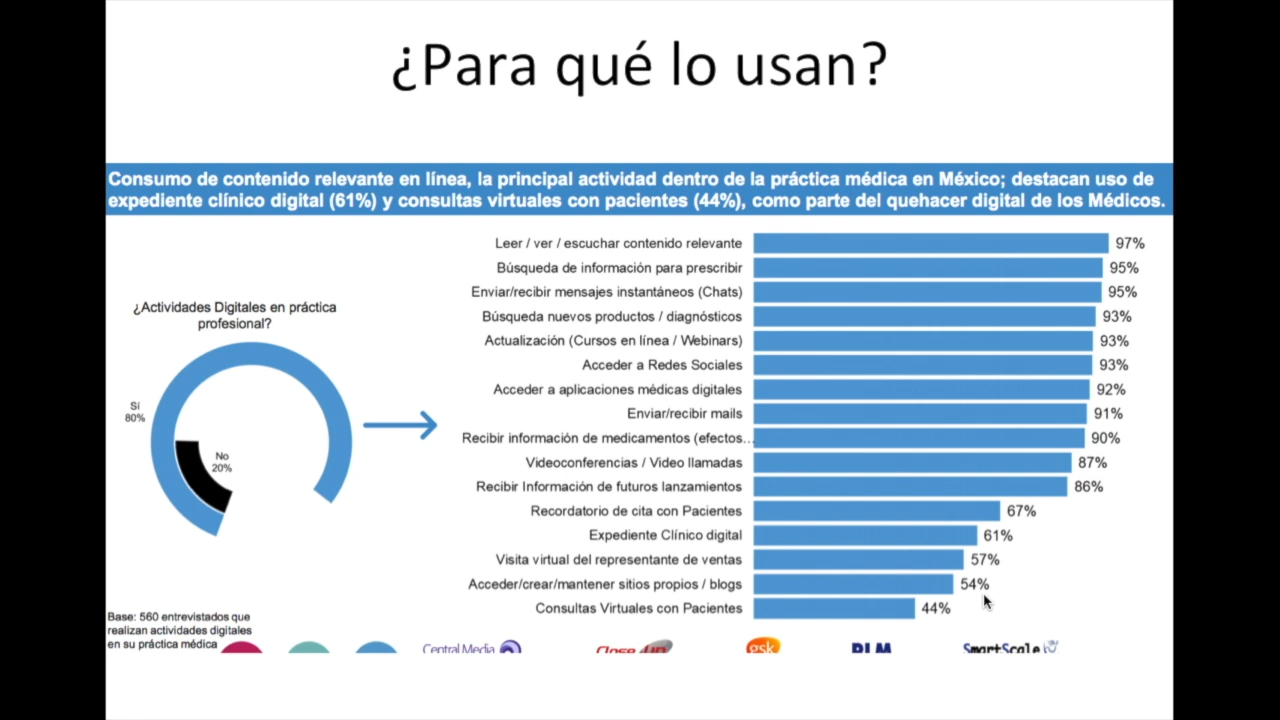 ¿Para qué lo usan?
Consumo de contenido relevante en línea, la principal actividad dentro de la práctica médica en México; destacan uso de
expediente clínico digital (61%) y consultas virtuales con pacientes (44%), como parte del quehacer digital de los Médicos.
¿Actividades Digitales en práctica
profesional?
Sí
80%
No
20%
Leer / ver / escuchar contenido relevante 97%
Búsqueda de información para prescribir 95%
Enviar/recibir mensajes instantáneos (Chats) 95%
Búsqueda nuevos productos / diagnósticos 93%
Actualización (Cursos en línea / Webinars) 93%
Acceder a Redes Sociales 93%
Acceder a aplicaciones médicas digitales 92%
Enviar/recibir mails 91%
Recibir información de medicamentos (efectos... 90%
Videoconferencias / Video llamadas 87%
Recibir Información de futuros lanzamientos 86%
Recordatorio de cita con Pacientes 67%
Expediente Clínico digital 61%
Visita virtual del representante de ventas 57%
Acceder/crear/mantener sitios propios / blogs 54%
Consultas Virtuales con Pacientes 44%
Base: 560 entrevistados que
realizan actividades digitales
en su práctica médica
Central Media
Close up
gsk
PLM
SmartScale